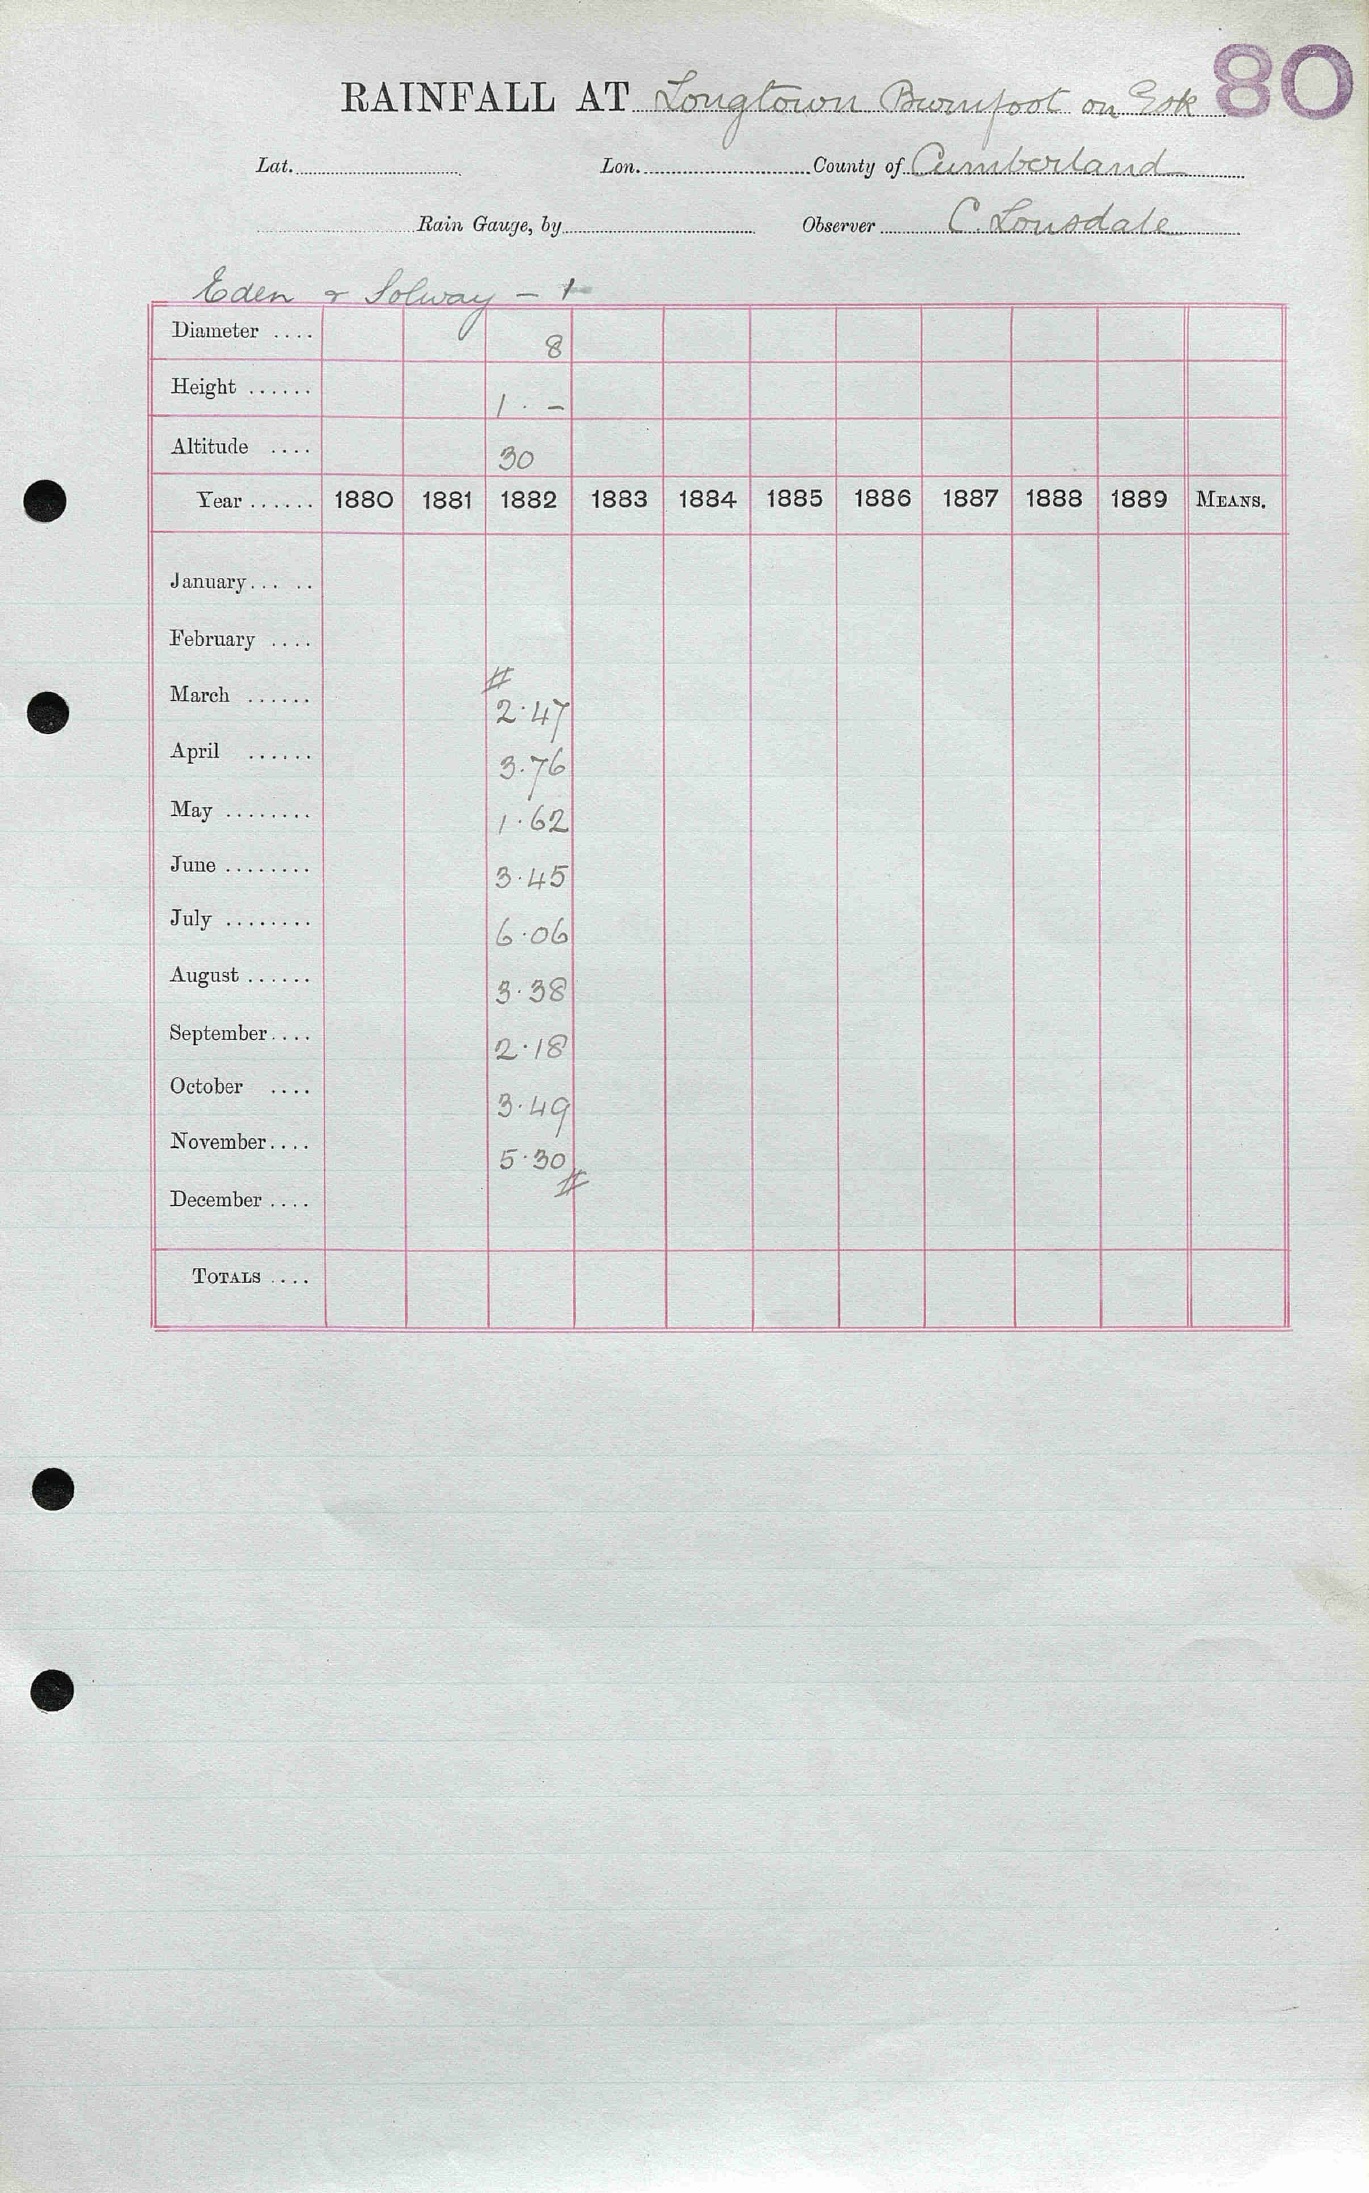 80
RAINFALL AT Longtown Burnfoot on Esk
Lat. Lon. County of Cumberland
Rain Gauge, by Observer C. Lonsdale
Eden & Solway - 1
Diameter .... 8
Height ...... 1 · -
Altitude .... 30
Year ...... 1880 1881 1882 1883 1884 1885 1886 1887 1888 1889 MEANS.
January... ..
February ....
#
March ...... 2.47
April ...... 3.76
May ........ 1.62
June ........ 3.45
July ........ 6.06
August ...... 3.38
September.... 2.18
October .... 3.49
November.... 5.30
#
December ....
TOTALS ....